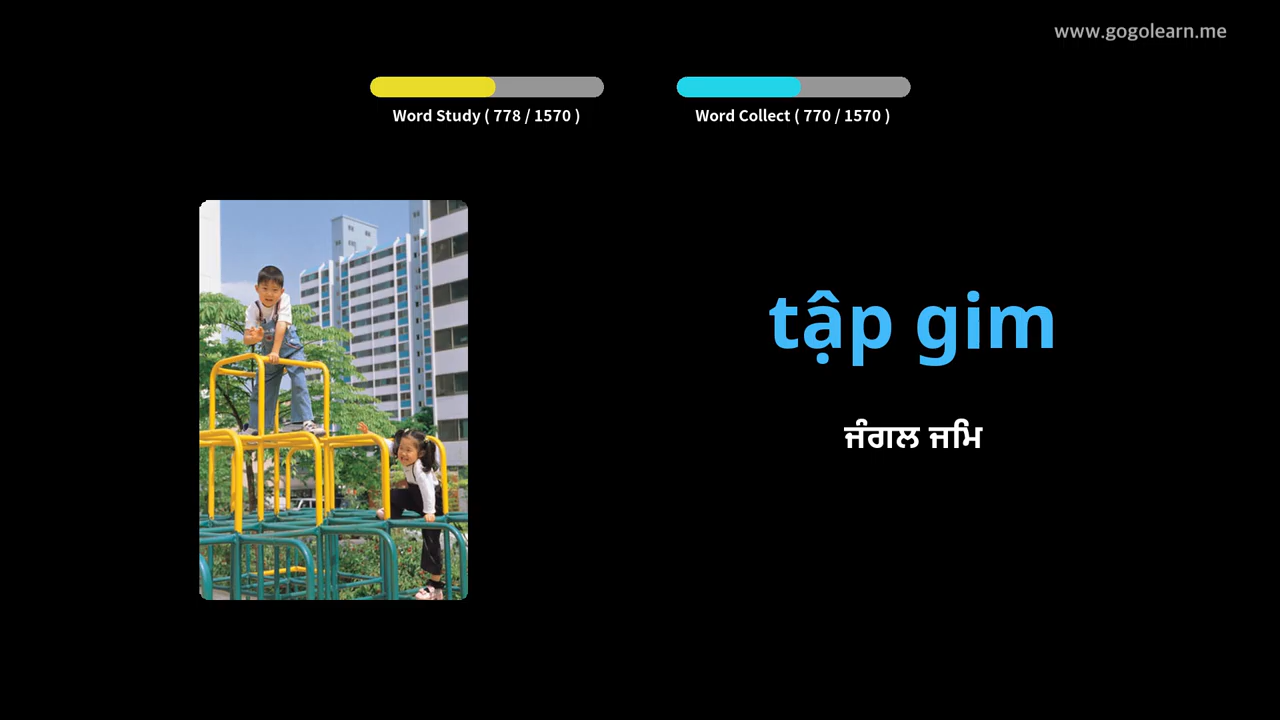 www.gogolearn.me
Word Study ( 778 / 1570 )
Word Collect ( 770 / 1570 )
tập gim
ਜੰਗਲ ਜਮਿ